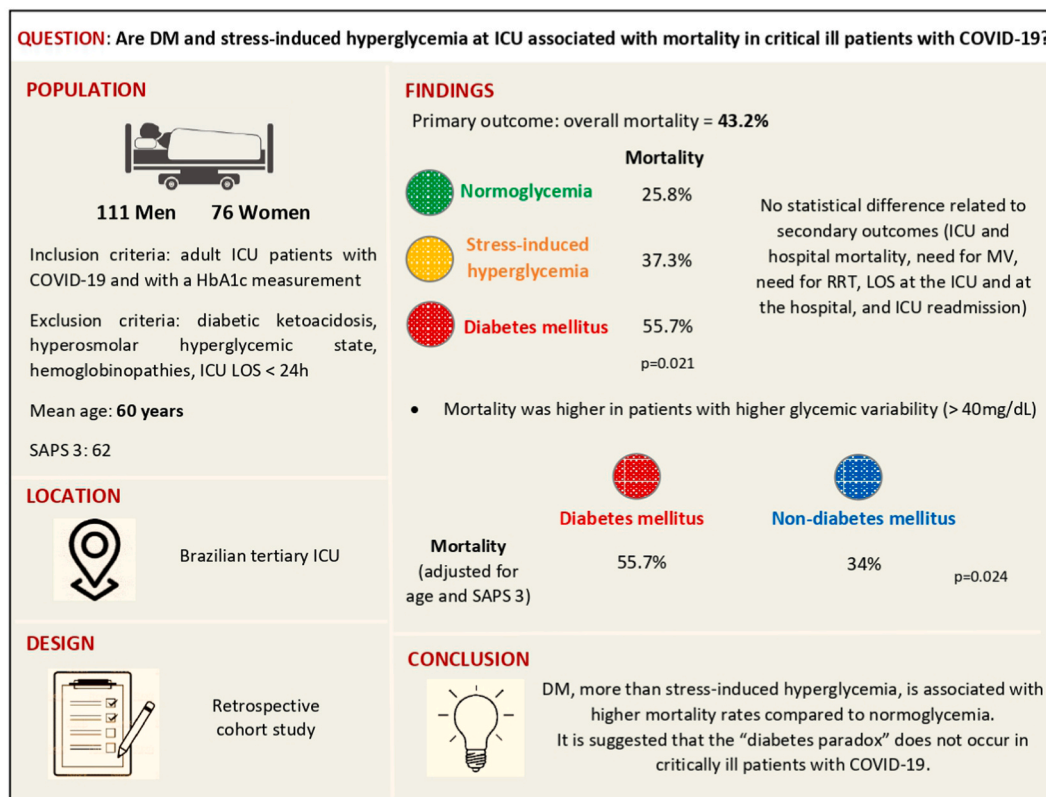 QUESTION: Are DM and stress-induced hyperglycemia at ICU associated with mortality in critical ill patients with COVID-19?
POPULATION
111 Men 76 Women
Inclusion criteria: adult ICU patients with
COVID-19 and with a HbA1c measurement
Exclusion criteria: diabetic ketoacidosis,
hyperosmolar hyperglycemic state,
hemoglobinopathies, ICU LOS < 24h
Mean age: 60 years
SAPS 3: 62
LOCATION
Brazilian tertiary ICU
DESIGN
Retrospective
cohort study
FINDINGS
Primary outcome: overall mortality = 43.2%
Mortality
Normoglycemia 25.8%
Stress-induced
hyperglycemia 37.3%
Diabetes mellitus 55.7%
p=0.021
No statistical difference related to
secondary outcomes (ICU and
hospital mortality, need for MV,
need for RRT, LOS at the ICU and at
the hospital, and ICU readmission)
• Mortality was higher in patients with higher glycemic variability (> 40mg/dL)
Diabetes mellitus Non-diabetes mellitus
Mortality
(adjusted for
age and SAPS 3)
55.7% 34% p=0.024
CONCLUSION
DM, more than stress-induced hyperglycemia, is associated with
higher mortality rates compared to normoglycemia.
It is suggested that the “diabetes paradox” does not occur in
critically ill patients with COVID-19.